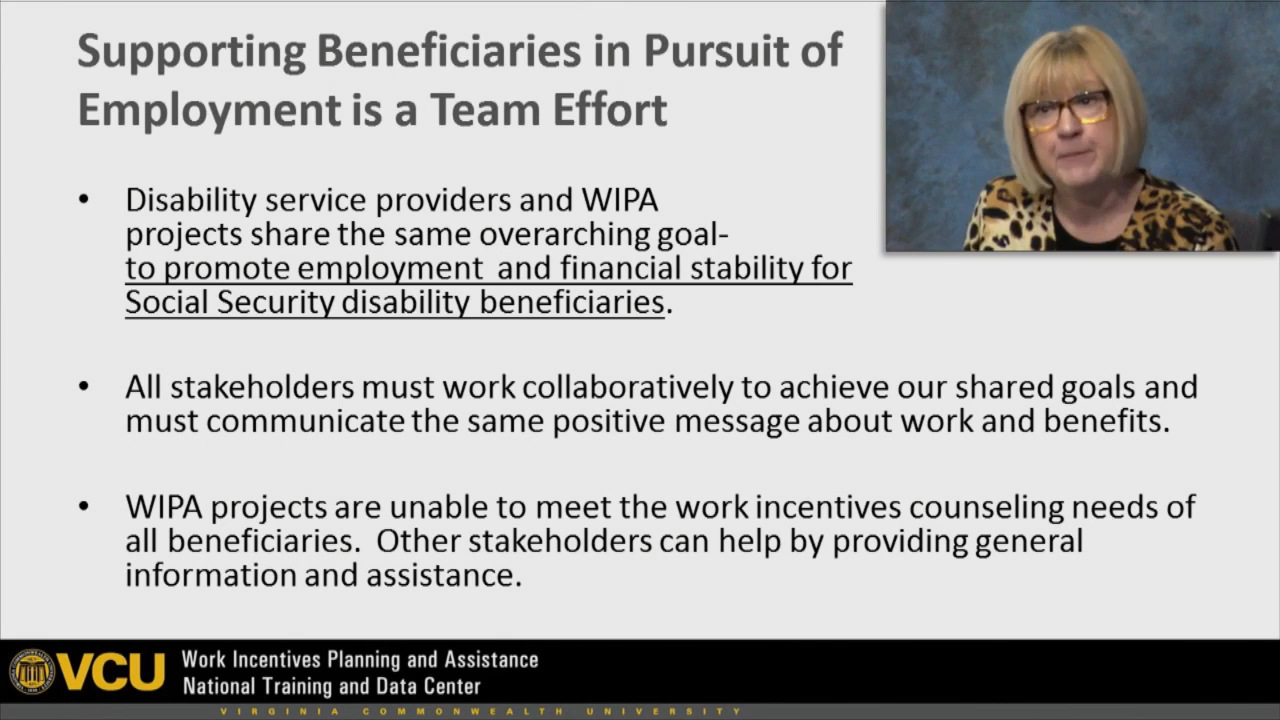 Supporting Beneficiaries in Pursuit of
Employment is a Team Effort
• Disability service providers and WIPA
projects share the same overarching goal-
to promote employment and financial stability for
Social Security disability beneficiaries.
• All stakeholders must work collaboratively to achieve our shared goals and
must communicate the same positive message about work and benefits.
• WIPA projects are unable to meet the work incentives counseling needs of
all beneficiaries. Other stakeholders can help by providing general
information and assistance.
VCU
Work Incentives Planning and Assistance
National Training and Data Center
VIRGINIA COMMONWEALTH UNIVERSITY